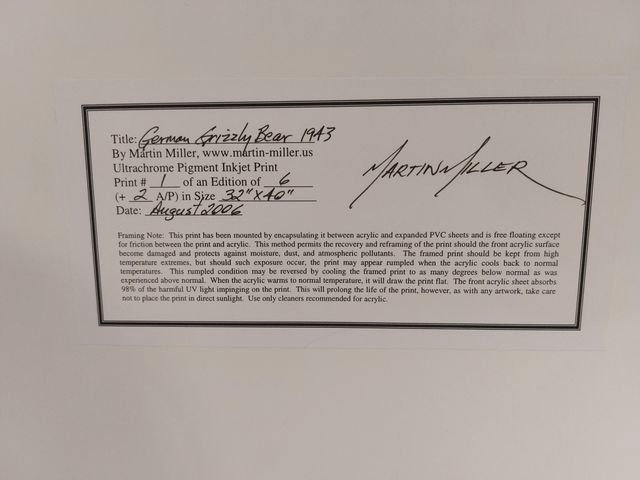 Title: German Grizzly Bear 1943
By Martin Miller, www.martin-miller.us
Ultrachrome Pigment Inkjet Print
Print # 1 of an Edition of 6
(+ 2 A/P) in Size 32" X 40"
Date: August 2006
MARTIN MILLER
Framing Note: This print has been mounted by encapsulating it between acrylic and expanded PVC sheets and is free floating except
for friction between the print and acrylic. This method permits the recovery and reframing of the print should the front acrylic surface
become damaged and protects against moisture, dust, and atmospheric pollutants. The framed print should be kept from high
temperature extremes, but should such exposure occur, the print may appear rumpled when the acrylic cools back to normal
temperatures. This rumpled condition may be reversed by cooling the framed print to as many degrees below normal as was
experienced above normal. When the acrylic warms to normal temperature, it will draw the print flat. The front acrylic sheet absorbs
98% of the harmful UV light impinging on the print. This will prolong the life of the print, however, as with any artwork, take care
not to place the print in direct sunlight. Use only cleaners recommended for acrylic.